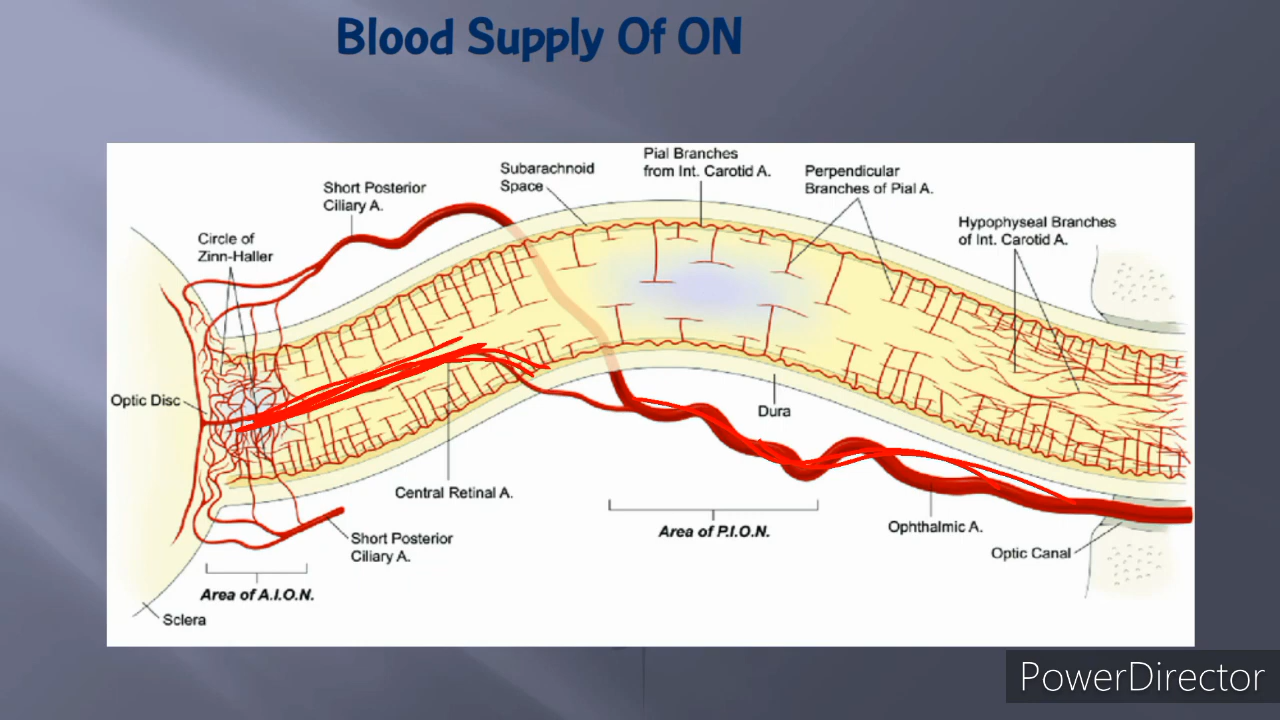 Blood Supply Of ON
Pial Branches
from Int. Carotid A.
Subarachnoid
Space
Perpendicular
Branches of Pial A.
Short Posterior
Ciliary A.
Hypophyseal Branches
of Int. Carotid A.
Circle of
Zinn-Haller
Optic Disc
Dura
Central Retinal A.
Area of P.I.O.N.
Ophthalmic A.
Short Posterior
Ciliary A.
Optic Canal
Area of A.I.O.N.
Sclera
PowerDirector